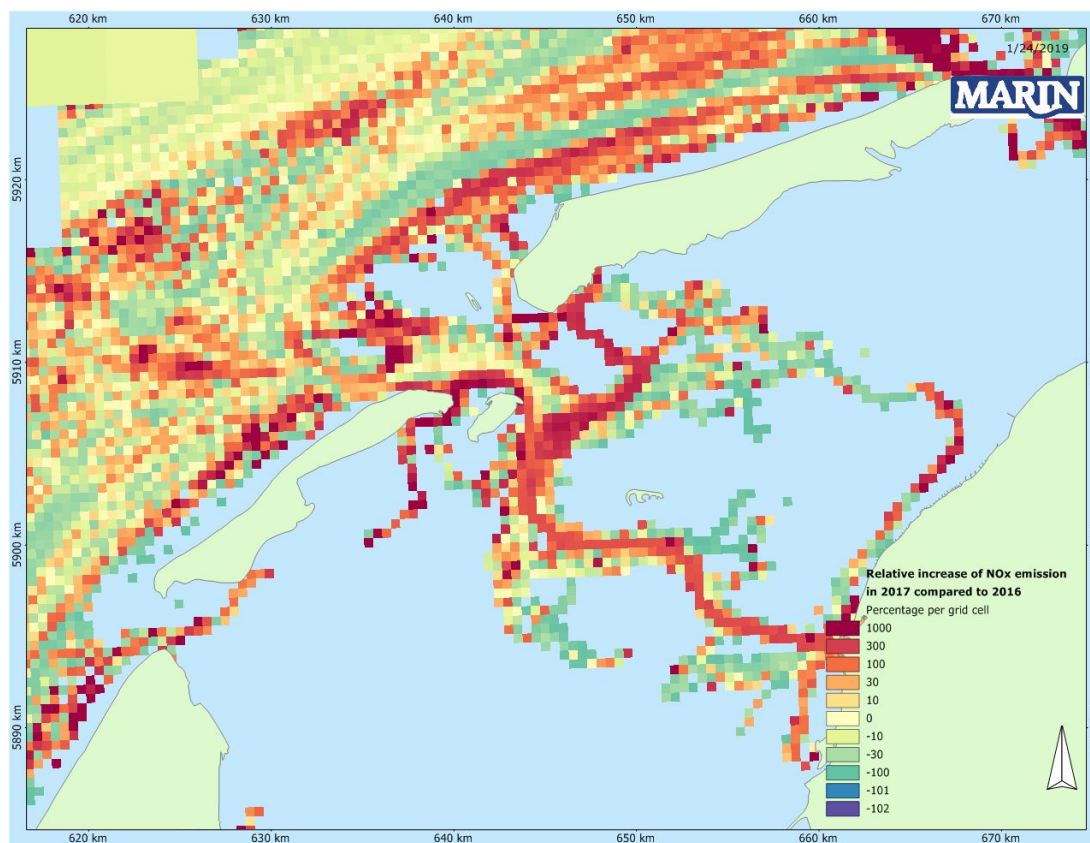 620 km 630 km 640 km 650 km 660 km 670 km
1/24/2019
MARIN
5920 km
5910 km
5900 km
5890 km
Relative increase of NOx emission
in 2017 compared to 2016
Percentage per grid cell
1000
300
100
30
10
0
-10
-30
-100
-101
-102
620 km 630 km 640 km 650 km 660 km 670 km